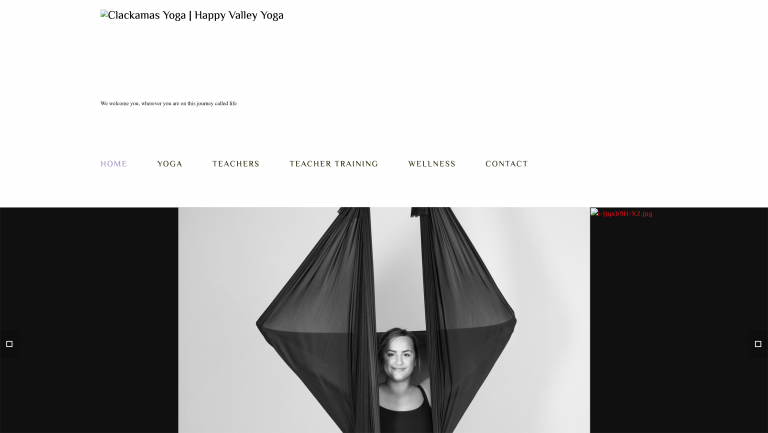 Clackamas Yoga | Happy Valley Yoga
We welcome you, wherever you are on this journey called life
HOME YOGA TEACHERS TEACHER TRAINING WELLNESS CONTACT